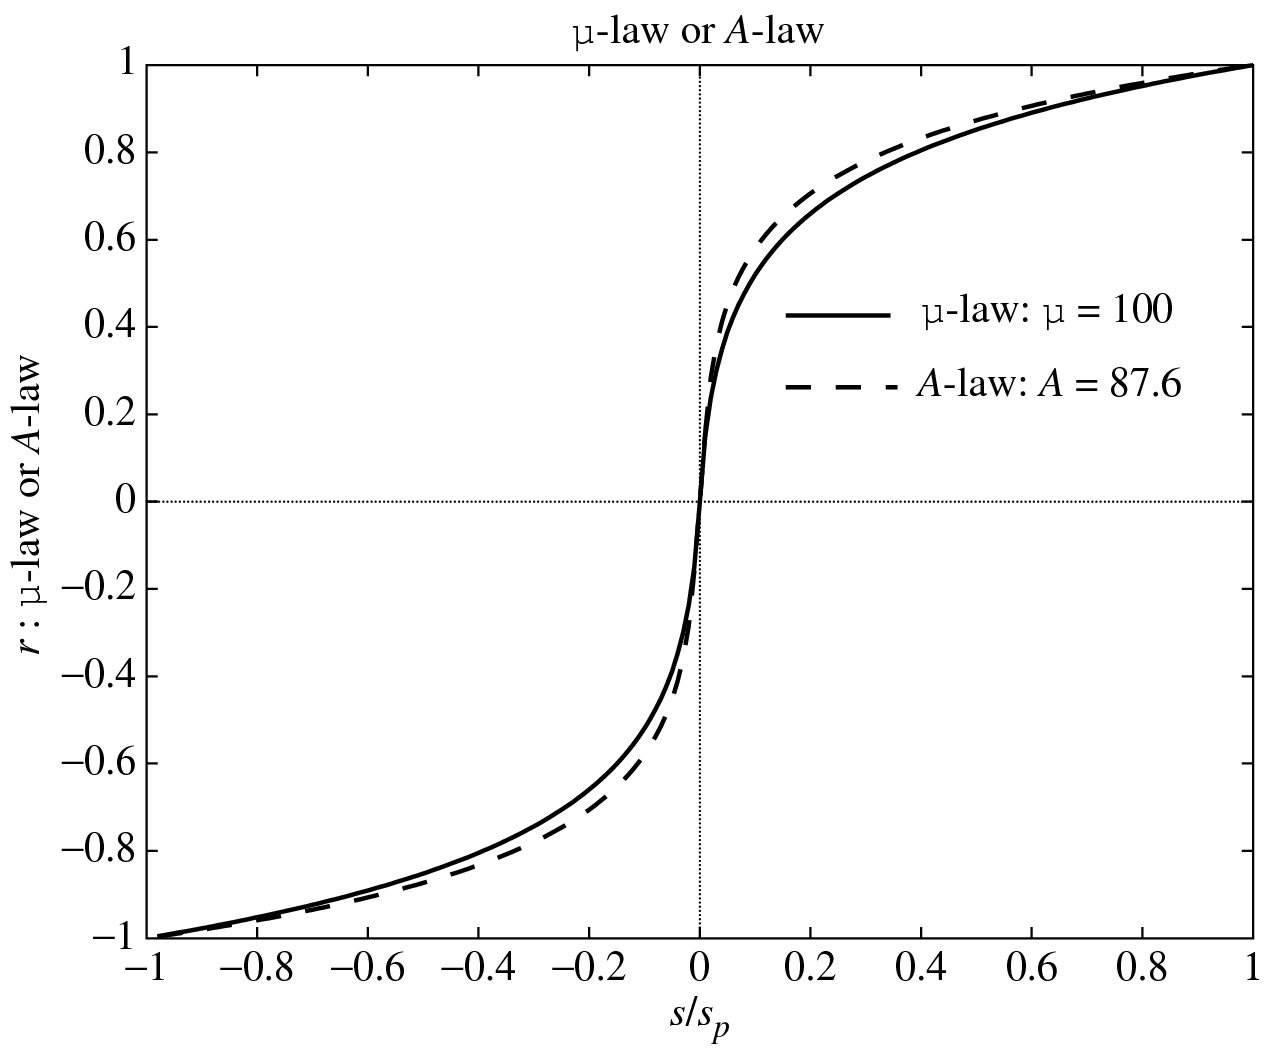 μ-law or A-law
1
0.8
0.6
0.4
0.2
0
−0.2
−0.4
−0.6
−0.8
−1
r : μ-law or A-law
μ-law: μ = 100
A-law: A = 87.6
−1 −0.8 −0.6 −0.4 −0.2 0 0.2 0.4 0.6 0.8 1
s/sp